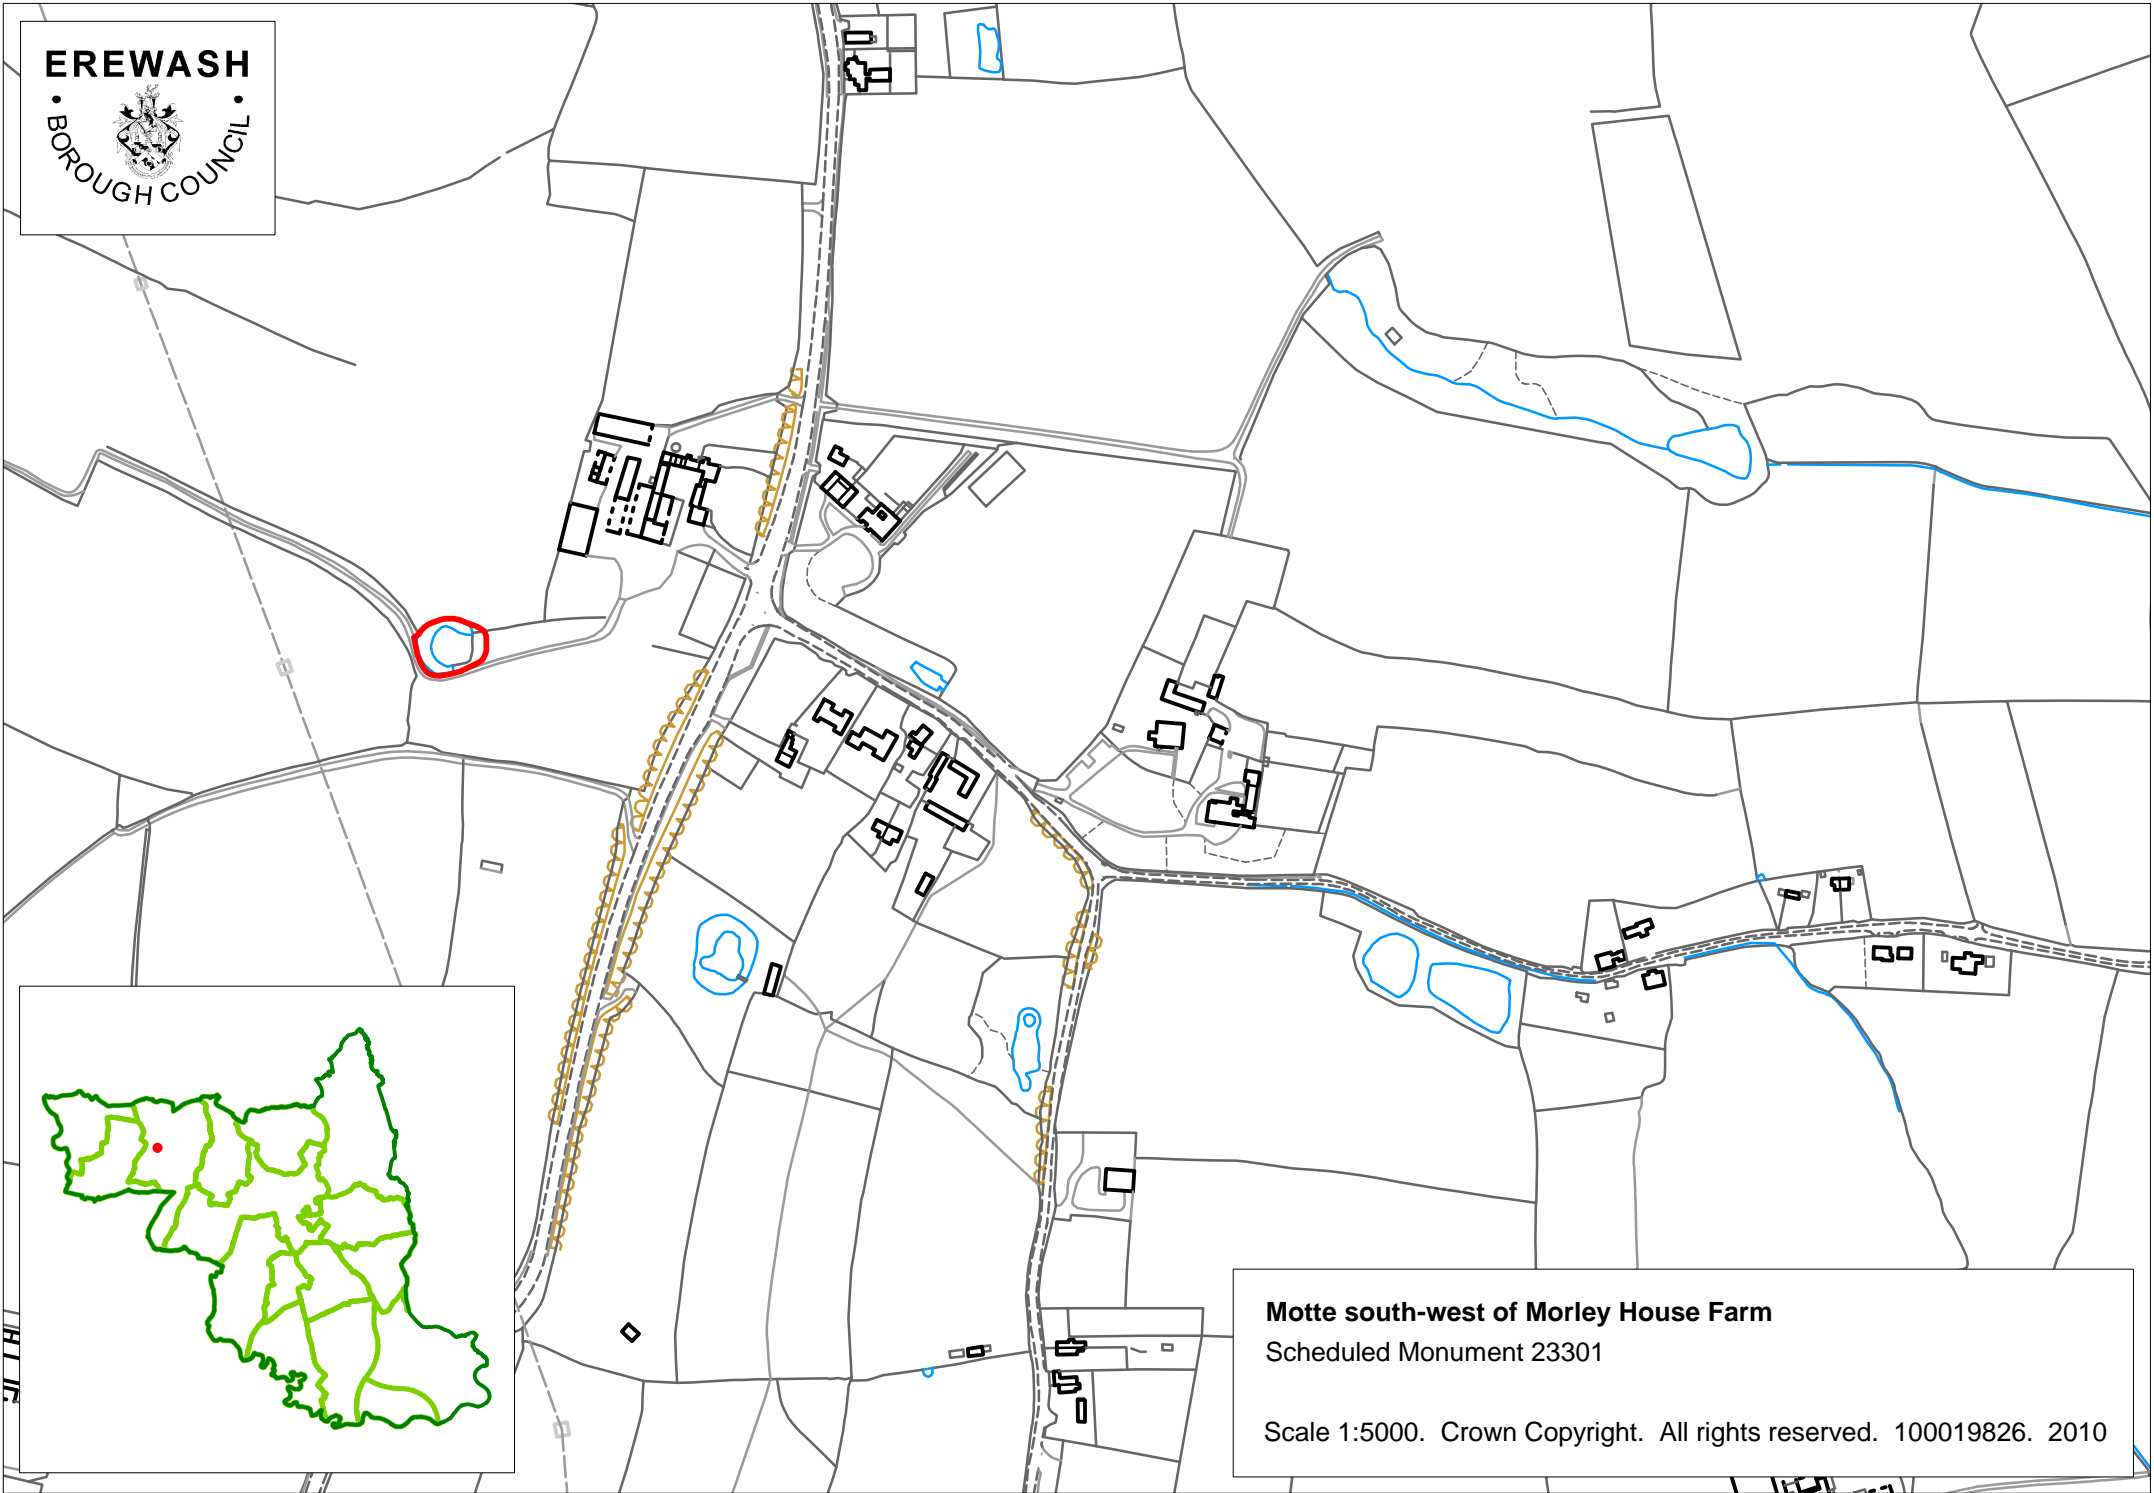 EREWASH
• BOROUGH COUNCIL •
Motte south-west of Morley House Farm
Scheduled Monument 23301
Scale 1:5000. Crown Copyright. All rights reserved. 100019826. 2010